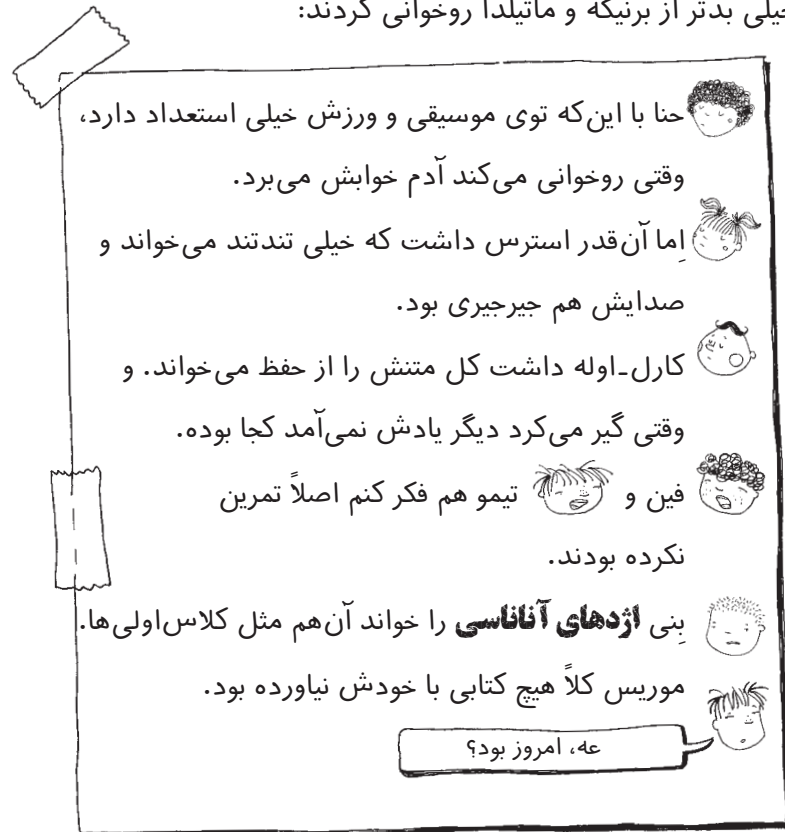 خیلی بدتر از برنیکه و ماتیلدا روخوانی کردند:
حنا با این‌که توی موسیقی و ورزش خیلی استعداد دارد،
وقتی روخوانی می‌کند آدم خوابش می‌برد.
اِما آن‌قدر استرس داشت که خیلی تندتند می‌خواند و
صدایش هم جیرجیری بود.
کارل-اوله داشت کل متنش را از حفظ می‌خواند. و
وقتی گیر می‌کرد دیگر یادش نمی‌آمد کجا بوده.
فین و تیمو هم فکر کنم اصلاً تمرین
نکرده بودند.
بِنی اژدهای آناناسی را خواند آن‌هم مثل کلاس‌اولی‌ها.
موریس کلاً هیچ کتابی با خودش نیاورده بود.
عه، امروز بود؟